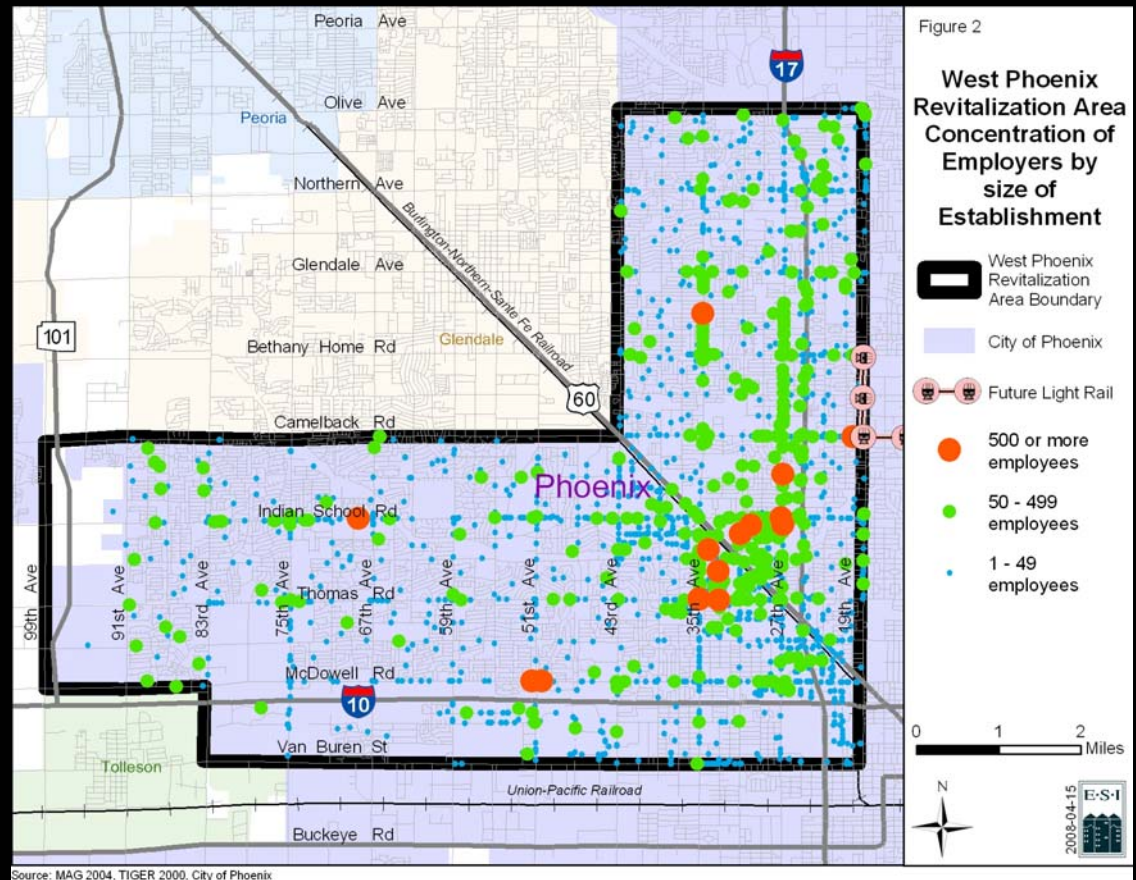 Figure 2
West Phoenix
Revitalization Area
Concentration of
Employers by
size of
Establishment
West Phoenix
Revitalization
Area Boundary
City of Phoenix
Future Light Rail
500 or more
employees
50 - 499
employees
1 - 49
employees
0 1 2
Miles
N
2008-04-15
E·S·I
Peoria Ave
17
Olive Ave
Peoria
Northern Ave
Burlington-Northern-Sante Fe Railroad
Glendale Ave
101
Bethany Home Rd
Glendale
60
Camelback Rd
Phoenix
Indian School Rd
99th Ave
91st Ave
83rd Ave
75th Ave
67th Ave
59th Ave
51st Ave
43rd Ave
35th Ave
27th Ave
19th Ave
Thomas Rd
McDowell Rd
10
Van Buren St
Tolleson
Union-Pacific Railroad
Buckeye Rd
Source: MAG 2004, TIGER 2000, City of Phoenix